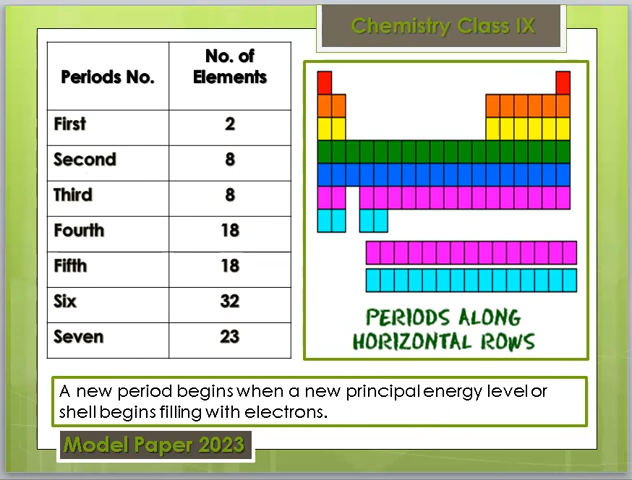 Chemistry Class IX
Periods No. No. of Elements
First 2
Second 8
Third 8
Fourth 18
Fifth 18
Six 32
Seven 23
PERIODS ALONG
HORIZONTAL ROWS
A new period begins when a new principal energy level or
shell begins filling with electrons.
Model Paper 2023